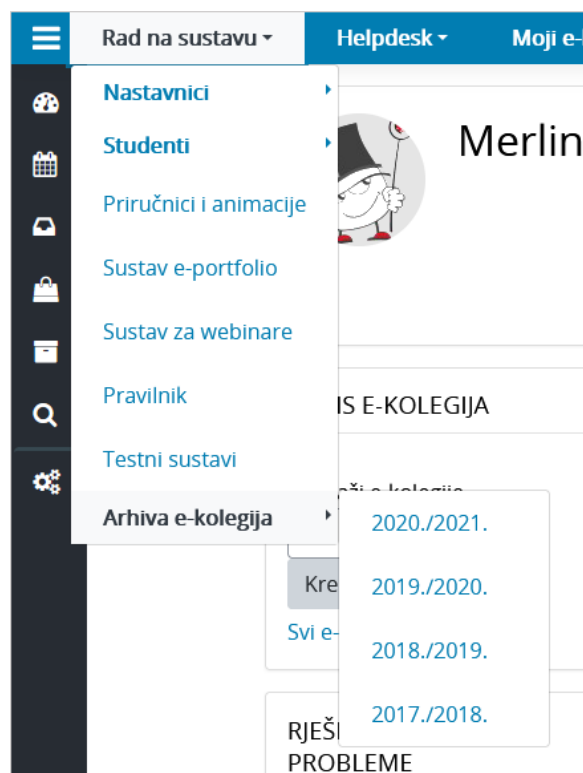 Rad na sustavu
Helpdesk
Moji e-
Nastavnici
Studenti
Priručnici i animacije
Sustav e-portfolio
Sustav za webinare
Pravilnik
Testni sustavi
Arhiva e-kolegija
2020./2021.
2019./2020.
2018./2019.
2017./2018.
Merlin
IS E-KOLEGIJA
e-kolegije
Kre
Svi e-
RJEŠ
PROBLEME